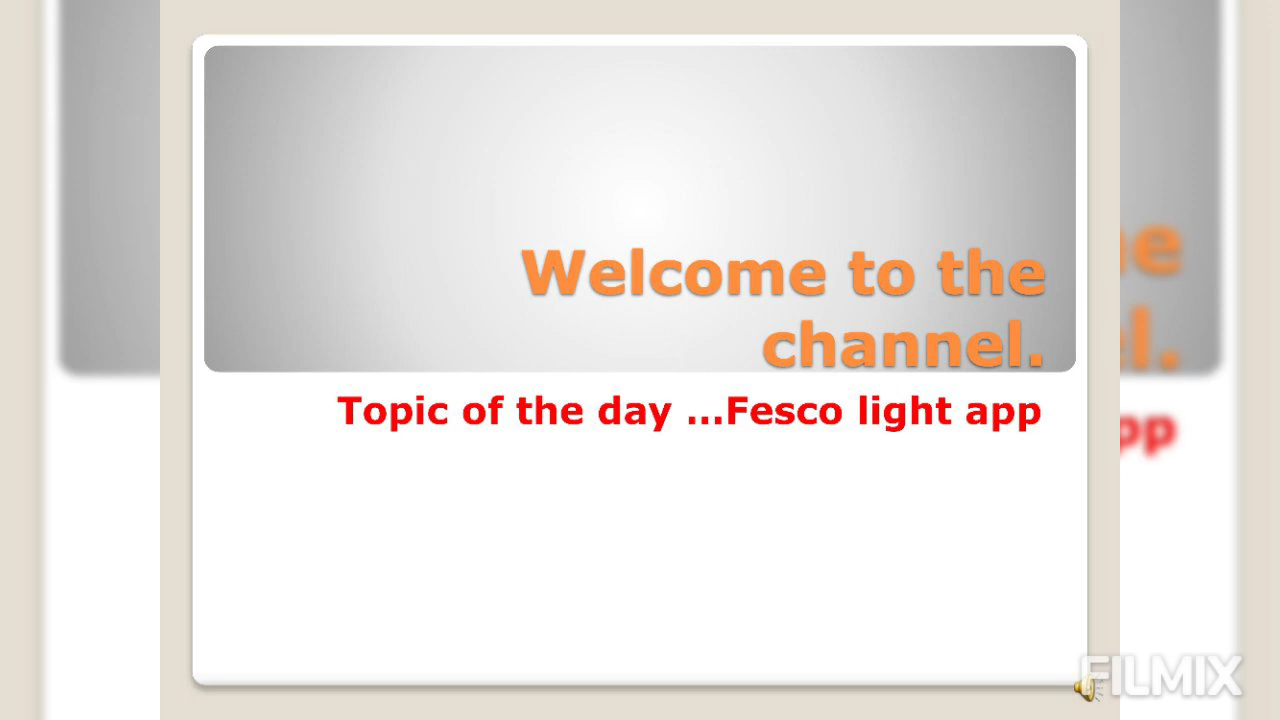 Welcome to the
channel.
Topic of the day ...Fesco light app
FILMIX